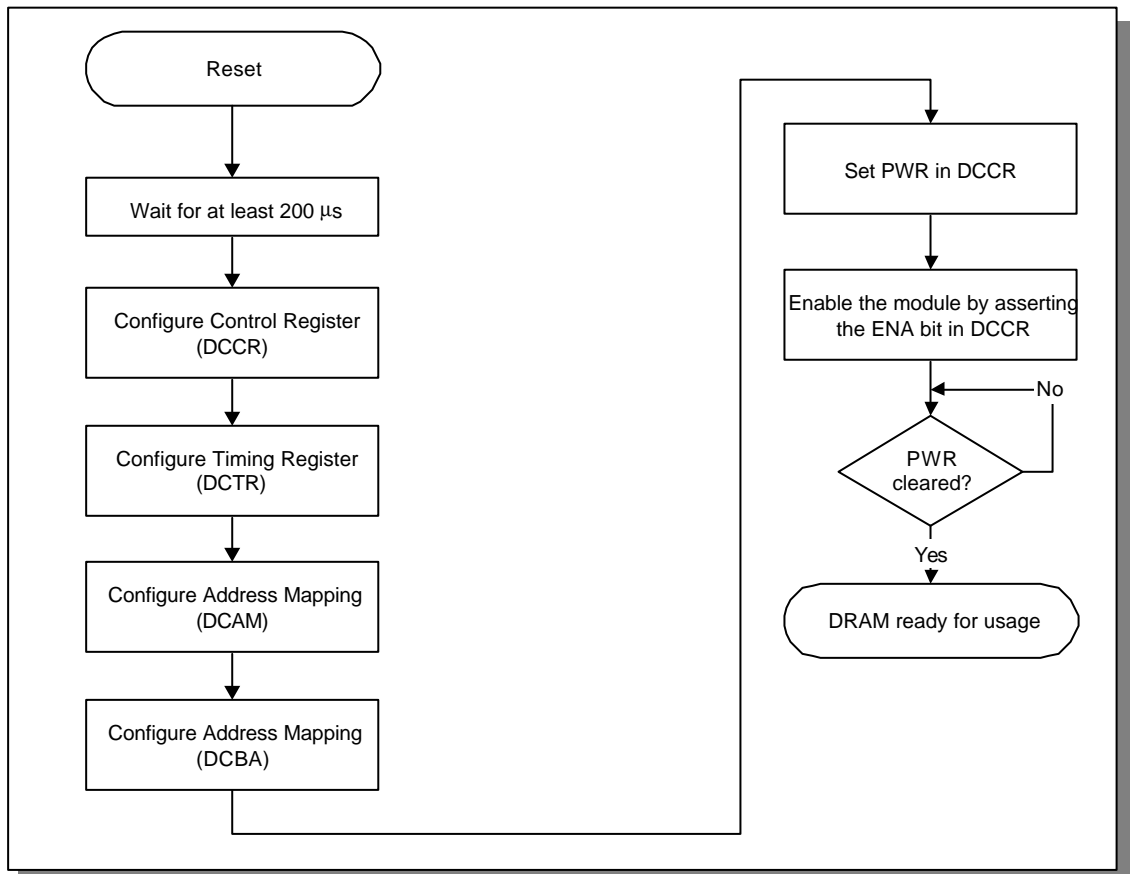 Reset
Wait for at least 200 μs
Configure Control Register
(DCCR)
Configure Timing Register
(DCTR)
Configure Address Mapping
(DCAM)
Configure Address Mapping
(DCBA)
Set PWR in DCCR
Enable the module by asserting
the ENA bit in DCCR
No
PWR
cleared?
Yes
DRAM ready for usage